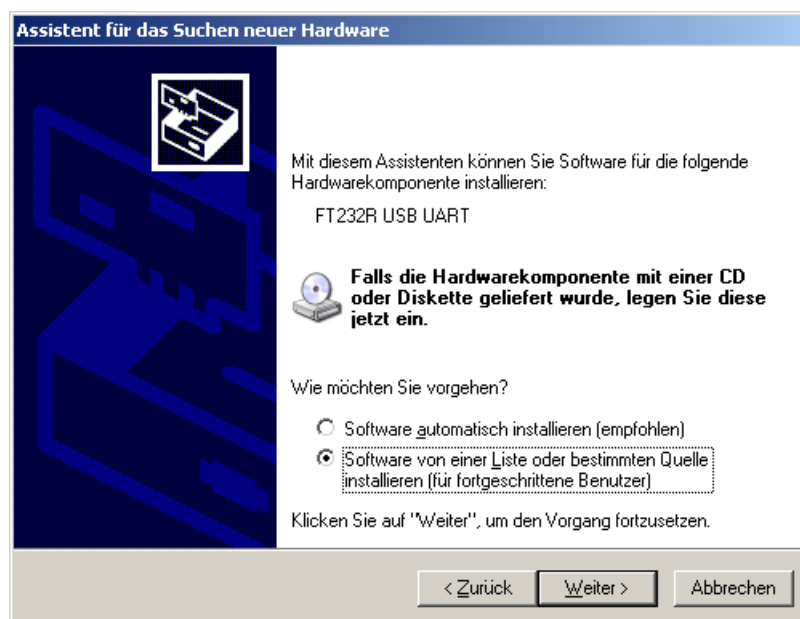 Assistent für das Suchen neuer Hardware
Mit diesem Assistenten können Sie Software für die folgende
Hardwarekomponente installieren:
FT232R USB UART
Falls die Hardwarekomponente mit einer CD
oder Diskette geliefert wurde, legen Sie diese
jetzt ein.
Wie möchten Sie vorgehen?
Software automatisch installieren (empfohlen)
Software von einer Liste oder bestimmten Quelle
installieren (für fortgeschrittene Benutzer)
Klicken Sie auf "Weiter", um den Vorgang fortzusetzen.
< Zurück
Weiter >
Abbrechen